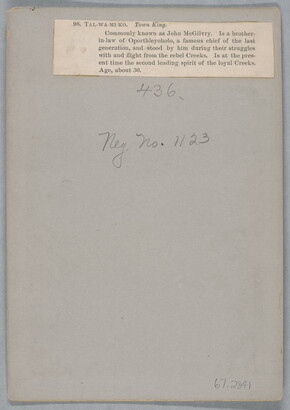 98. TAL-WA-MI-KO. Town King.
Commonly known as John McGilvry. Is a brother-
in-law of Oporthleyoholo, a famous chief of the last
generation, and stood by him during their struggles
with and flight from the rebel Creeks. Is at the pres-
ent time the second leading spirit of the loyal Creeks.
Age, about 30.
436.
Neg. No. 1123
67.2841